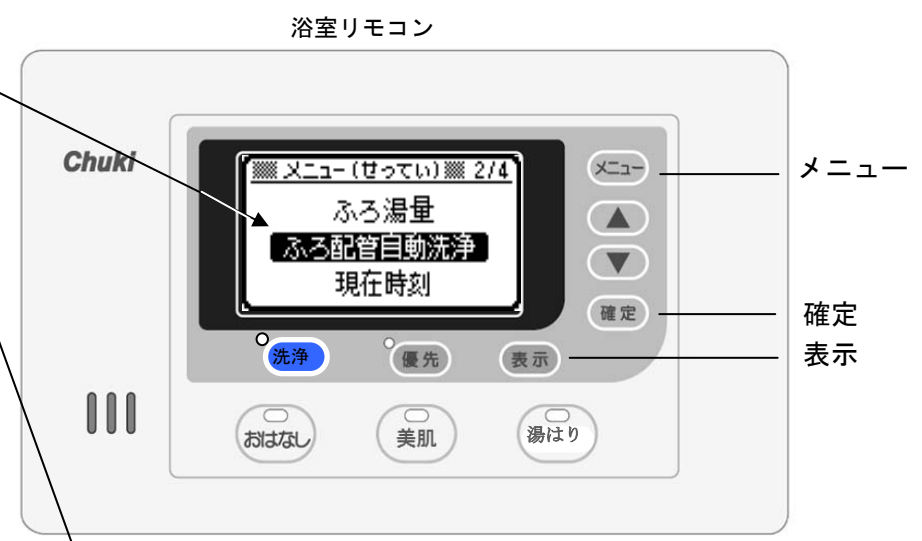 浴室リモコン
Chuki
メニュー(せってい) 2/4
ふろ湯量
ふろ配管自動洗浄
現在時刻
メニュー
メニュー
▲
▼
確定
確定
洗浄
優先
表示
表示
おはなし
美肌
湯はり